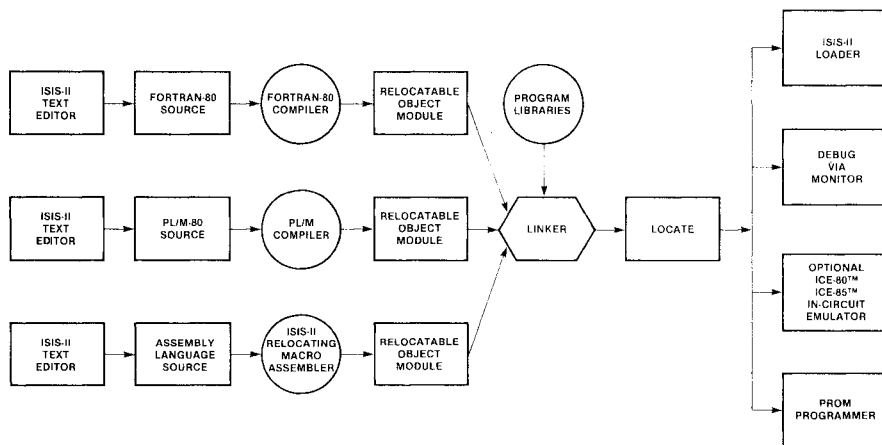 ISIS-II
TEXT
EDITOR
FORTRAN-80
SOURCE
FORTRAN-80
COMPILER
RELOCATABLE
OBJECT
MODULE
PROGRAM
LIBRARIES
ISIS-II
TEXT
EDITOR
PL/M-80
SOURCE
PL/M
COMPILER
RELOCATABLE
OBJECT
MODULE
LINKER
LOCATE
ISIS-II
TEXT
EDITOR
ASSEMBLY
LANGUAGE
SOURCE
ISIS-II
RELOCATING
MACRO
ASSEMBLER
RELOCATABLE
OBJECT
MODULE
ISIS-II
LOADER
DEBUG
VIA
MONITOR
OPTIONAL
ICE-80™
ICE-85™
IN-CIRCUIT
EMULATOR
PROM
PROGRAMMER